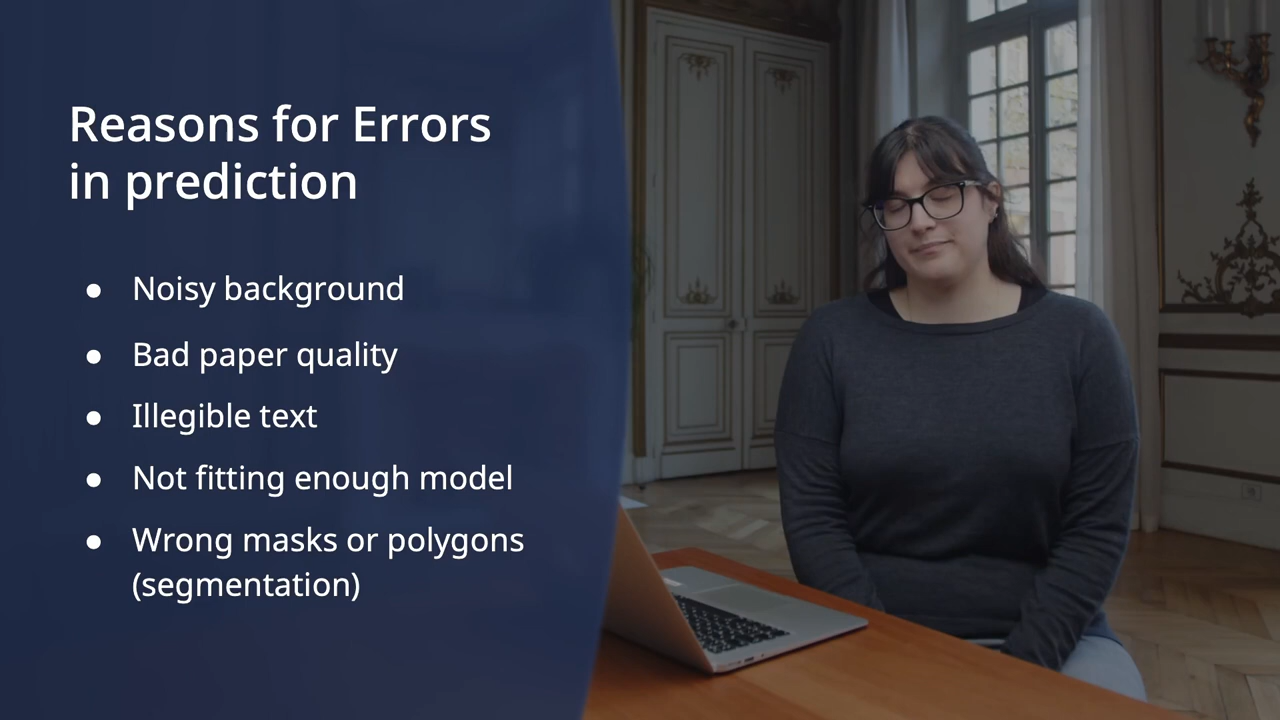 Reasons for Errors
in prediction
● Noisy background
● Bad paper quality
● Illegible text
● Not fitting enough model
● Wrong masks or polygons
(segmentation)